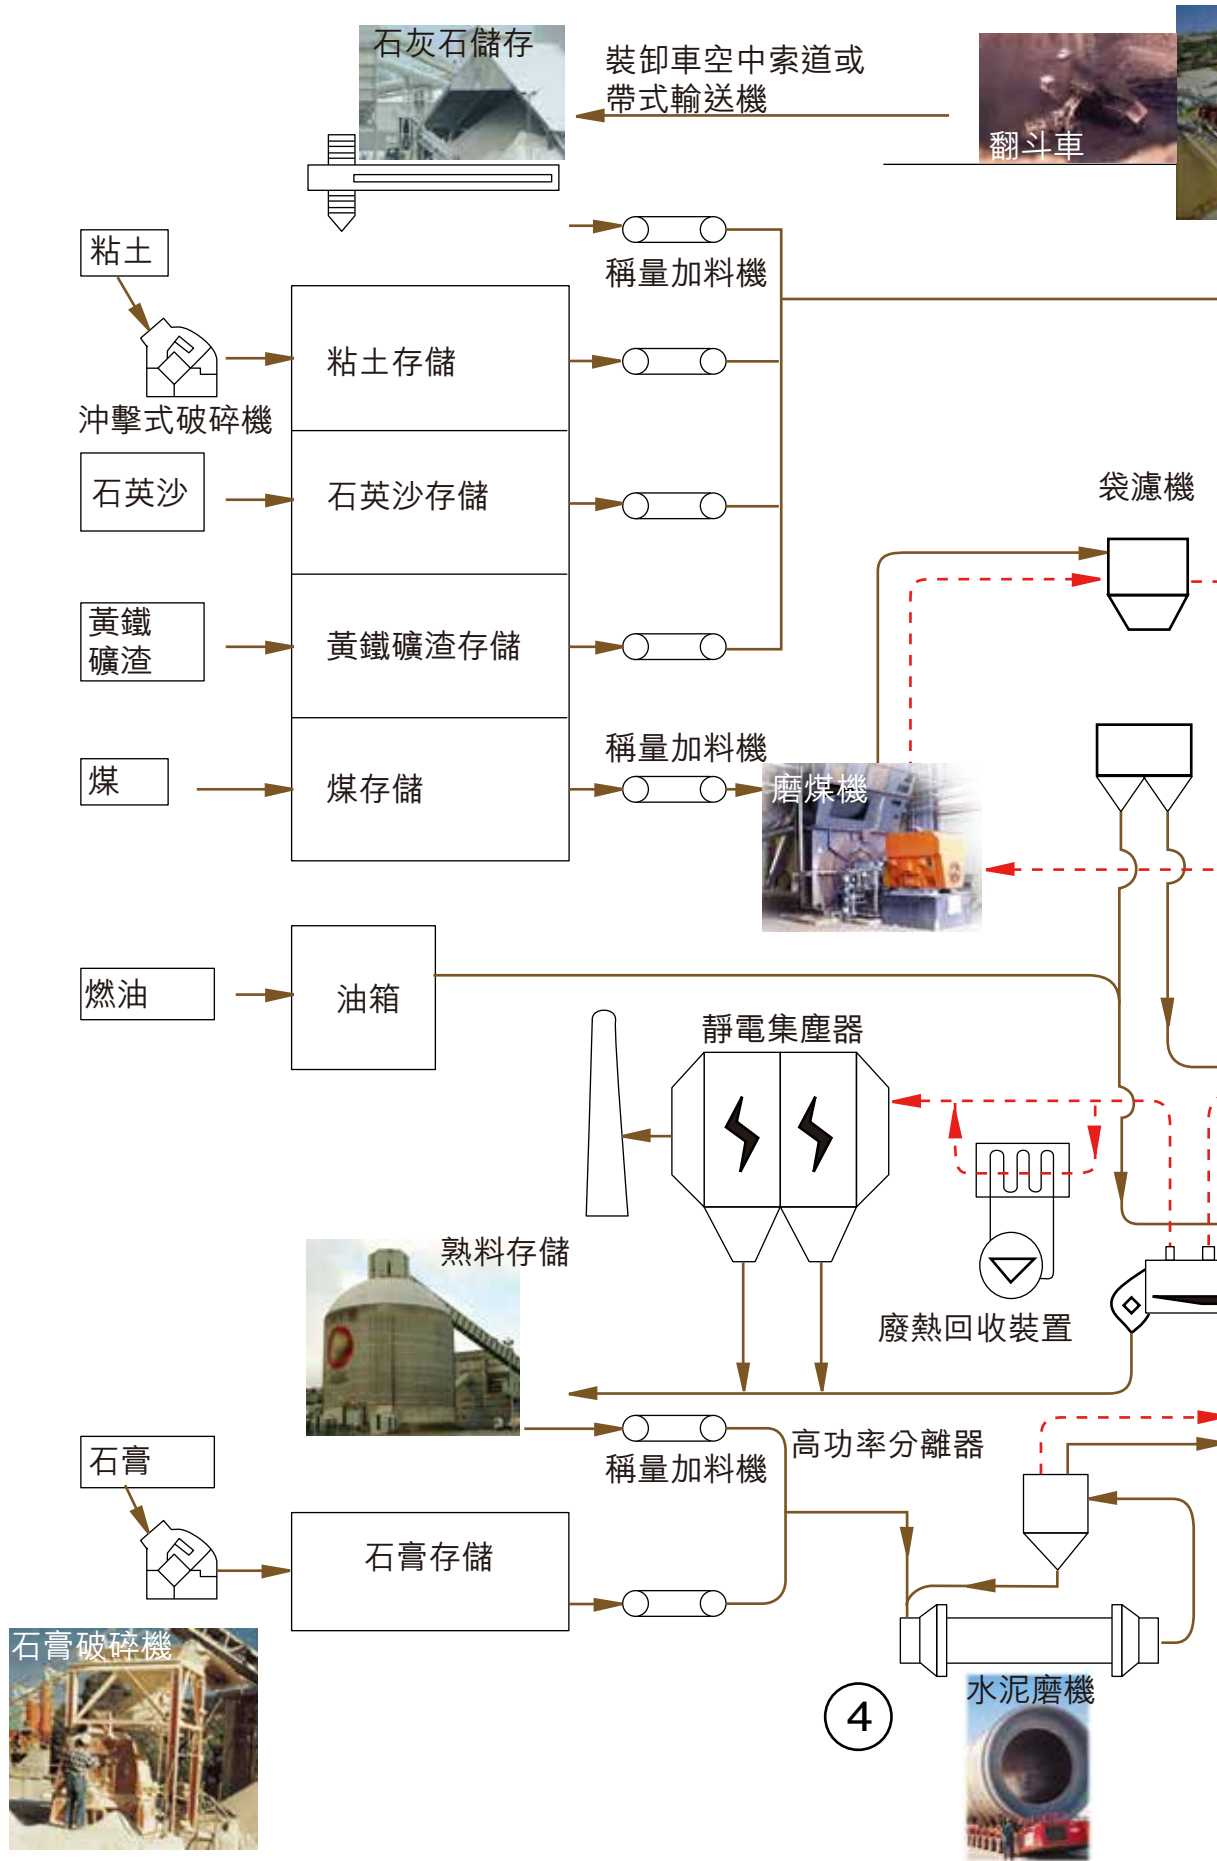 石灰石儲存
裝卸車空中索道或
帶式輸送機
翻斗車
粘土
稱量加料機
粘土存儲
沖擊式破碎機
石英沙
石英沙存儲
袋濾機
黃鐵
礦渣
黃鐵礦渣存儲
稱量加料機
煤
煤存儲
磨煤機
燃油
油箱
靜電集塵器
熟料存儲
廢熱回收裝置
石膏
稱量加料機
高功率分離器
石膏存儲
石膏破碎機
水泥磨機
4